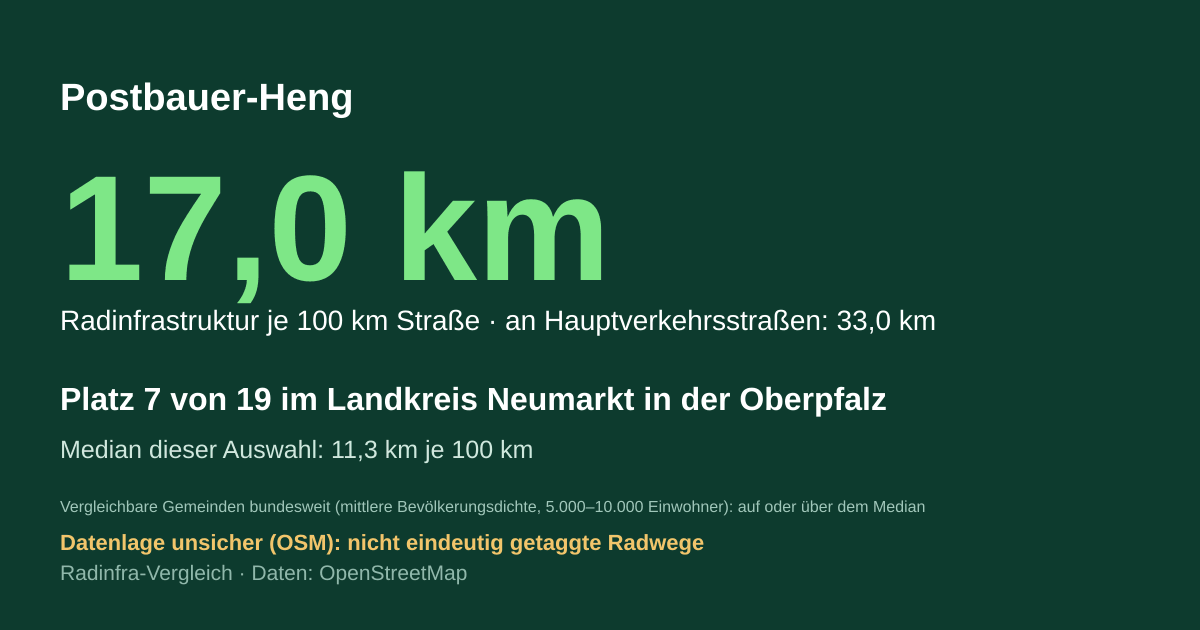 Postbauer-Heng
17,0 km
Radinfrastruktur je 100 km Straße · an Hauptverkehrsstraßen: 33,0 km
Platz 7 von 19 im Landkreis Neumarkt in der Oberpfalz
Median dieser Auswahl: 11,3 km je 100 km
Vergleichbare Gemeinden bundesweit (mittlere Bevölkerungsdichte, 5.000–10.000 Einwohner): auf oder über dem Median
Datenlage unsicher (OSM): nicht eindeutig getaggte Radwege
Radinfra-Vergleich · Daten: OpenStreetMap